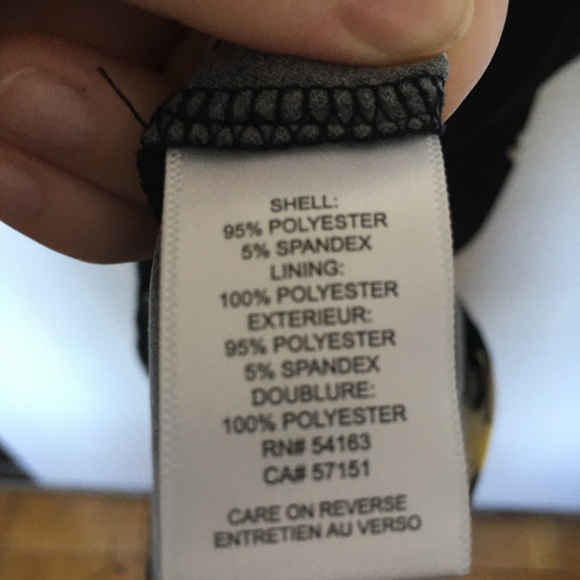 SHELL:
95% POLYESTER
5% SPANDEX
LINING:
100% POLYESTER
EXTERIEUR:
95% POLYESTER
5% SPANDEX
DOUBLURE:
100% POLYESTER
RN# 54163
CA# 57151
CARE ON REVERSE
ENTRETIEN AU VERSO